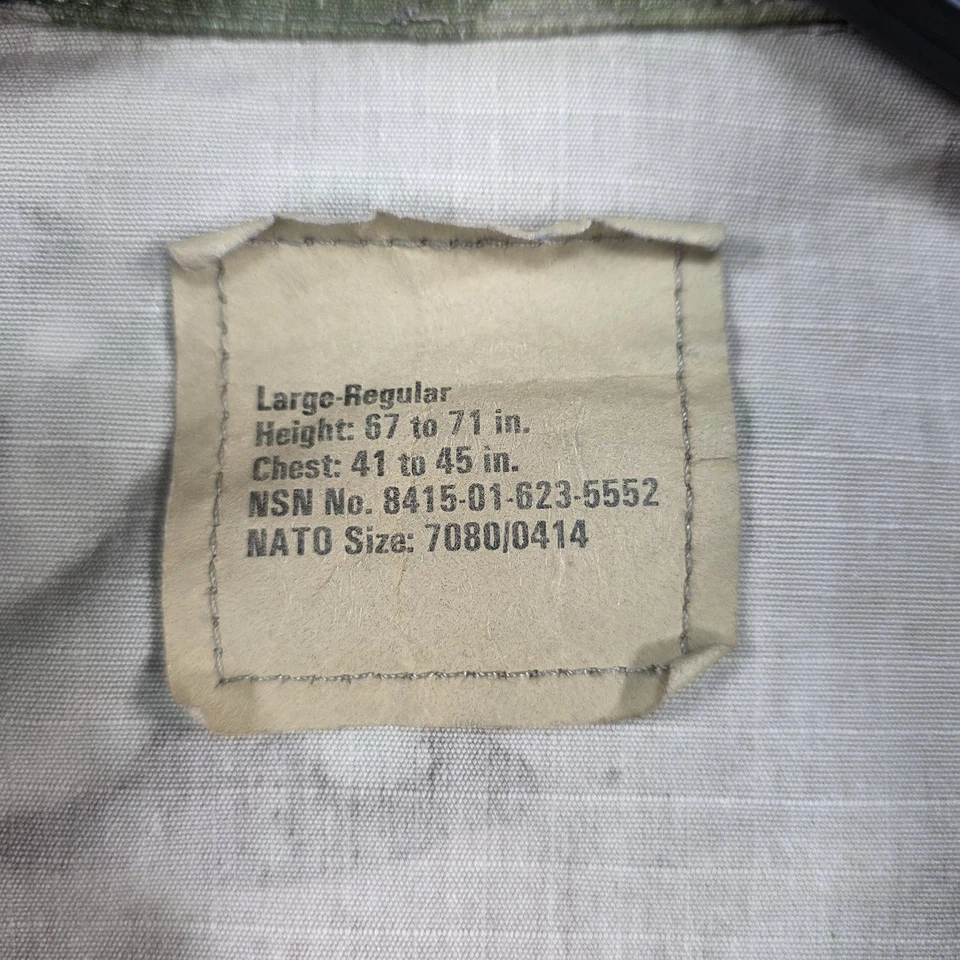 Large-Regular
Height: 67 to 71 in.
Chest: 41 to 45 in.
NSN No. 8415-01-623-5552
NATO Size: 7080/0414